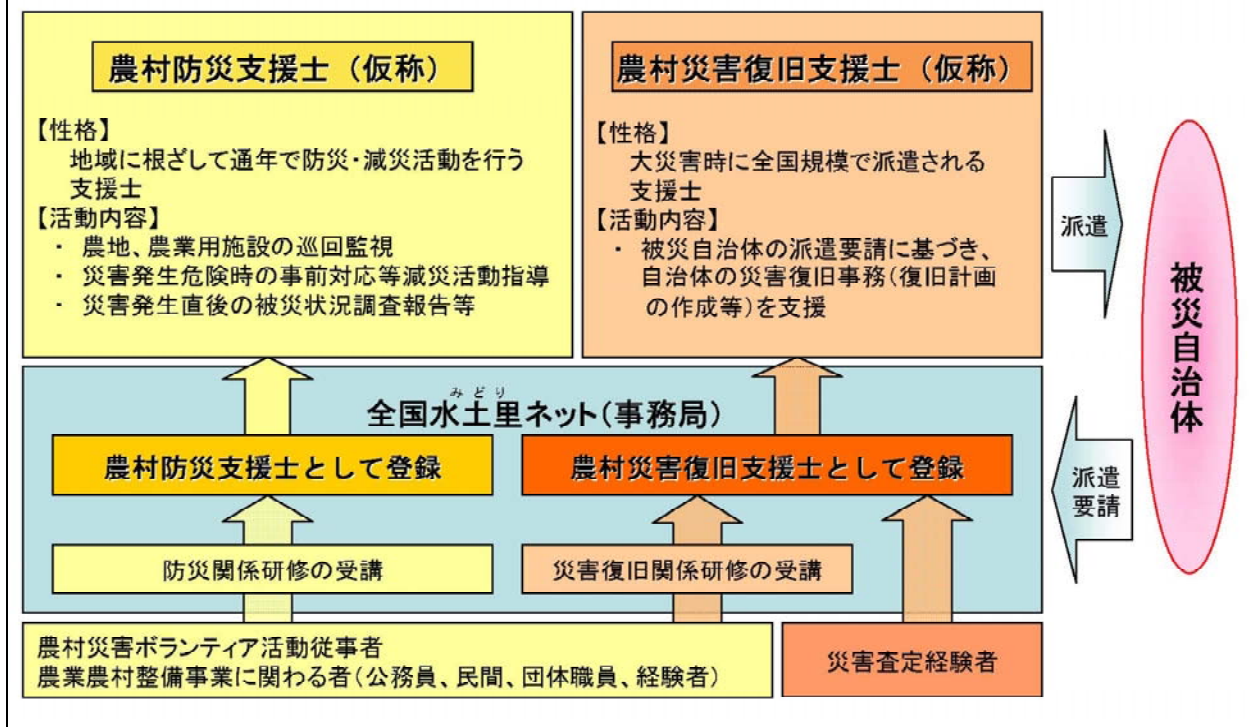 農村防災支援士（仮称）
【性格】
地域に根ざして通年で防災・減災活動を行う
支援士
【活動内容】
・ 農地、農業用施設の巡回監視
・ 災害発生危険時の事前対応等減災活動指導
・ 災害発生直後の被災状況調査報告等
農村災害復旧支援士（仮称）
【性格】
大災害時に全国規模で派遣される
支援士
【活動内容】
・ 被災自治体の派遣要請に基づき、
自治体の災害復旧事務（復旧計画
の作成等）を支援
派遣
被災自治体
派遣
要請
みどり
全国水土里ネット（事務局）
農村防災支援士として登録
農村災害復旧支援士として登録
防災関係研修の受講
災害復旧関係研修の受講
農村災害ボランティア活動従事者
農業農村整備事業に関わる者（公務員、民間、団体職員、経験者）
災害査定経験者